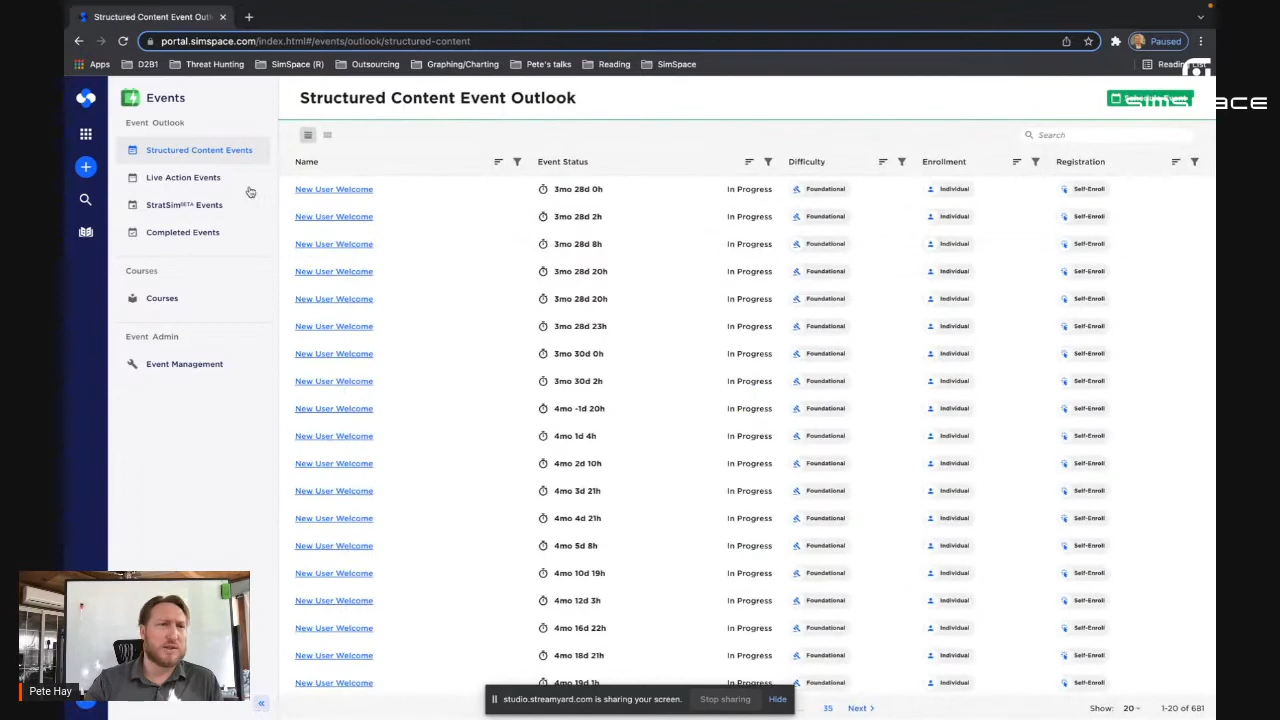 Structured Content Event Outl
portal.simspace.com/index.html#/events/outlook/structured-content
Paused
Apps
D2B1
Threat Hunting
SimSpace (R)
Outsourcing
Graphing/Charting
Pete's talks
Reading
SimSpace
Reading List
SIMSPACE
Events
Event Outlook
Structured Content Events
Live Action Events
StratSimBETA Events
Completed Events
Courses
Courses
Event Admin
Event Management
Structured Content Event Outlook
Search
Name Event Status Difficulty Enrollment Registration
New User Welcome 3mo 28d 0h In Progress Foundational Individual Self-Enroll
New User Welcome 3mo 28d 2h In Progress Foundational Individual Self-Enroll
New User Welcome 3mo 28d 8h In Progress Foundational Individual Self-Enroll
New User Welcome 3mo 28d 20h In Progress Foundational Individual Self-Enroll
New User Welcome 3mo 28d 20h In Progress Foundational Individual Self-Enroll
New User Welcome 3mo 28d 23h In Progress Foundational Individual Self-Enroll
New User Welcome 3mo 30d 0h In Progress Foundational Individual Self-Enroll
New User Welcome 3mo 30d 2h In Progress Foundational Individual Self-Enroll
New User Welcome 4mo -1d 20h In Progress Foundational Individual Self-Enroll
New User Welcome 4mo 1d 4h In Progress Foundational Individual Self-Enroll
New User Welcome 4mo 2d 10h In Progress Foundational Individual Self-Enroll
New User Welcome 4mo 3d 21h In Progress Foundational Individual Self-Enroll
New User Welcome 4mo 4d 21h In Progress Foundational Individual Self-Enroll
New User Welcome 4mo 5d 8h In Progress Foundational Individual Self-Enroll
New User Welcome 4mo 10d 19h In Progress Foundational Individual Self-Enroll
New User Welcome 4mo 12d 3h In Progress Foundational Individual Self-Enroll
New User Welcome 4mo 16d 22h In Progress Foundational Individual Self-Enroll
New User Welcome 4mo 18d 21h In Progress Foundational Individual Self-Enroll
New User Welcome 4mo 19d 1h In Progress Foundational Individual Self-Enroll
studio.streamyard.com is sharing your screen. Stop sharing Hide
... 35 Next > Show: 20 1-20 of 681
Pete Hay